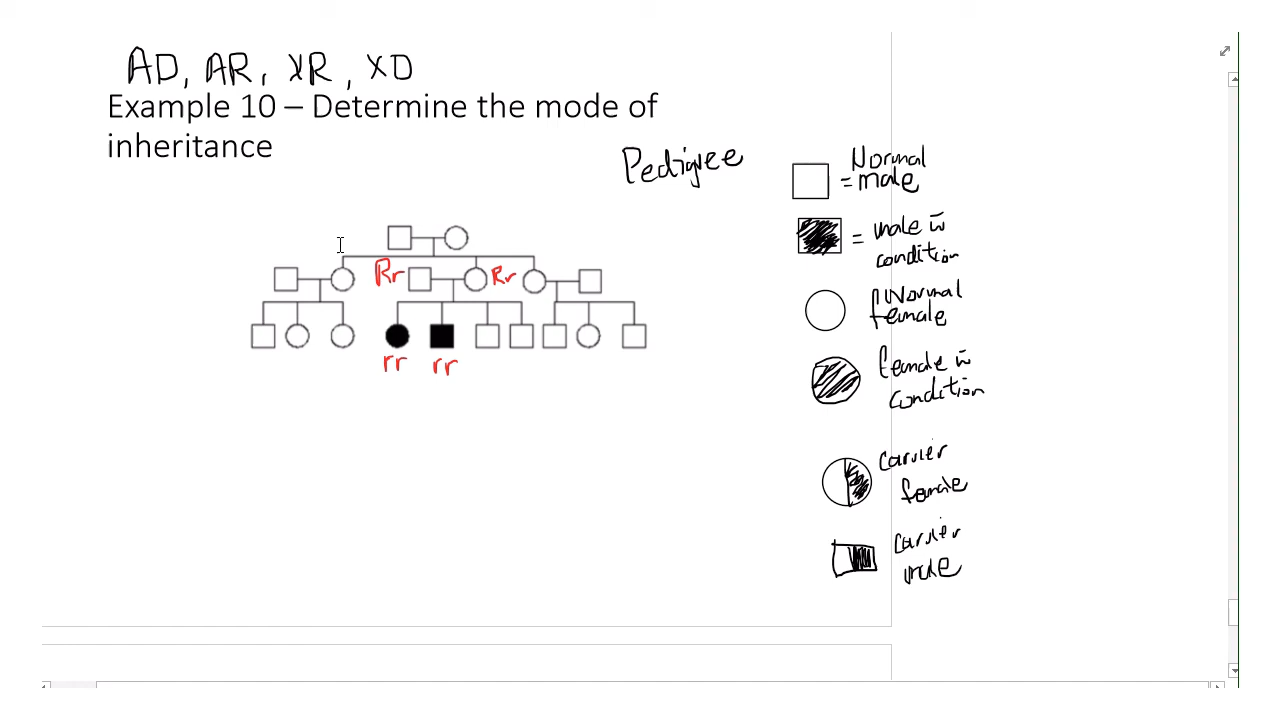 AD, AR, XR, XD
Example 10 – Determine the mode of
inheritance
Pedigree
Normal
= male
= male w̄
condition
Normal
female
female w̄
condition
carrier
female
carrier
male
Rr Rr
rr rr